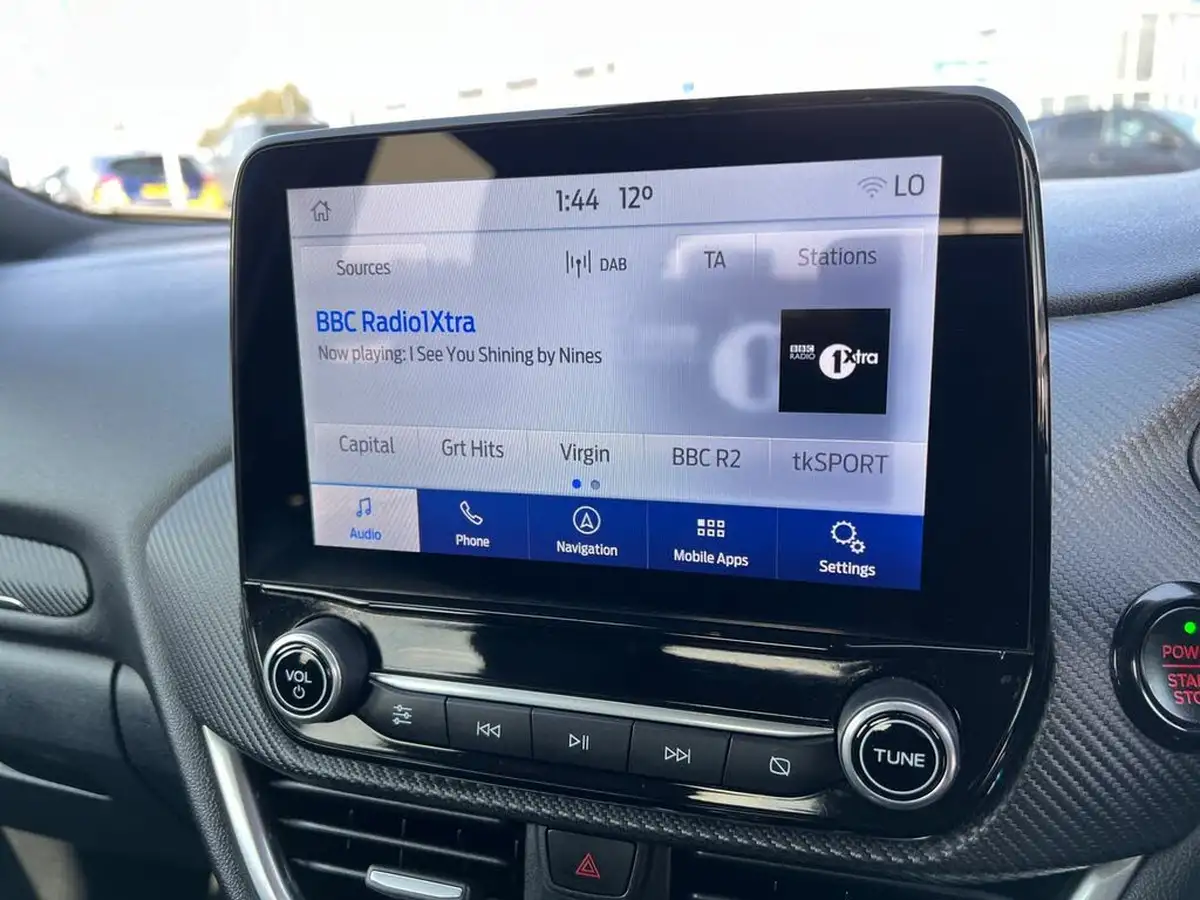 1:44 12º LO
Sources DAB TA Stations
BBC Radio1Xtra
Now playing: I See You Shining by Nines
BBC
RADIO 1Xtra
Capital Grt Hits Virgin BBC R2 tkSPORT
Audio Phone Navigation Mobile Apps Settings
VOL
TUNE